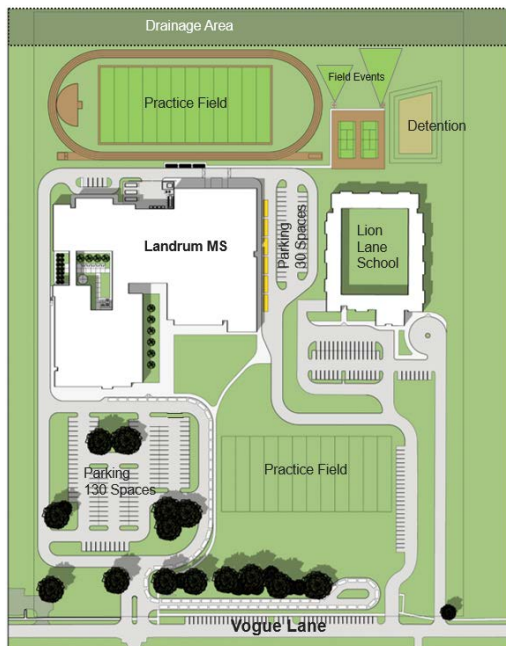 Drainage Area
Field Events
Practice Field
Detention
Landrum MS
Parking
30 Spaces
Lion
Lane
School
Practice Field
Parking
130 Spaces
Vogue Lane